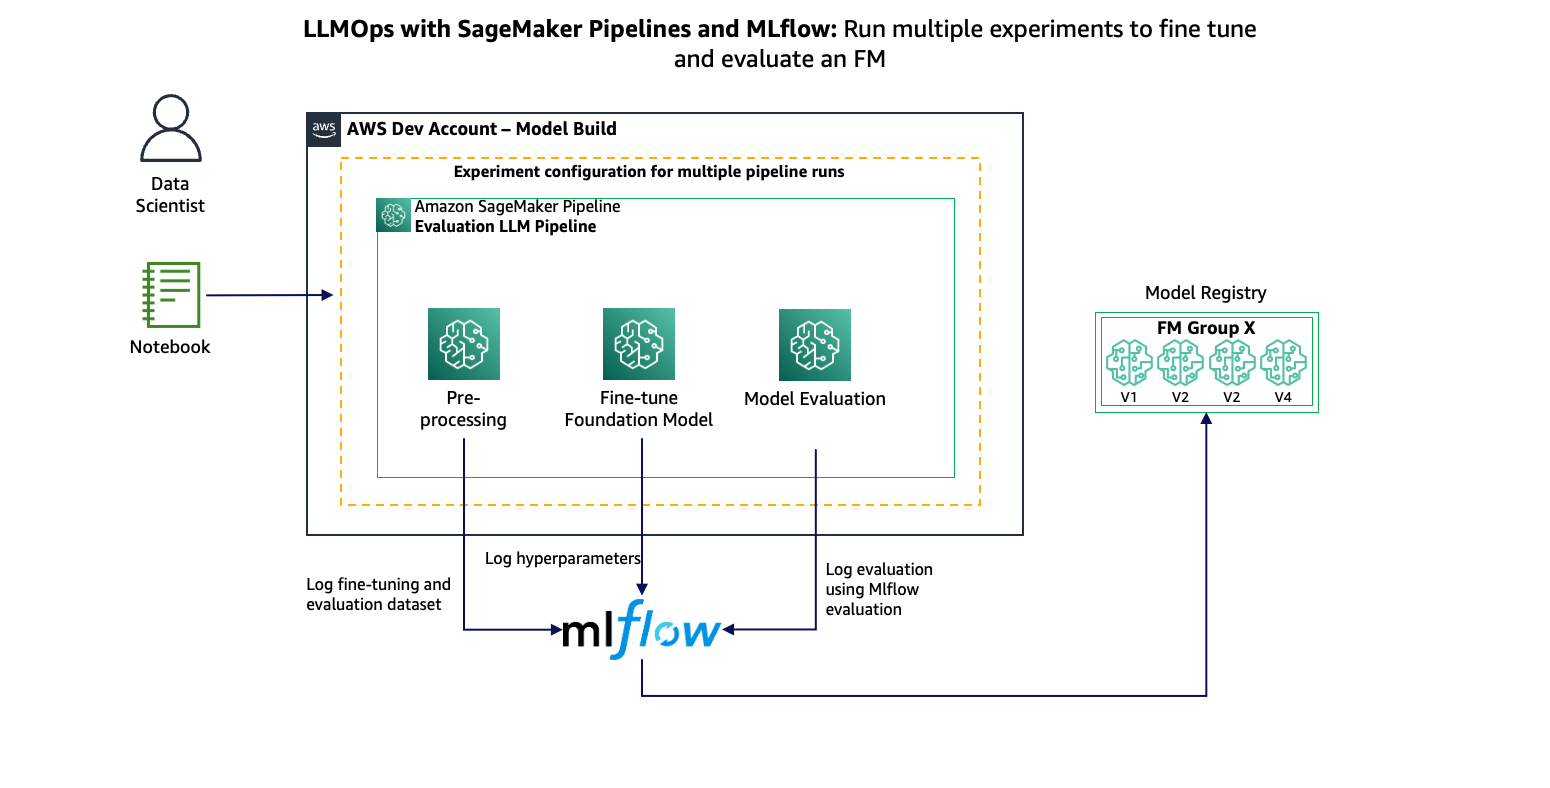 LLMOps with SageMaker Pipelines and MLflow: Run multiple experiments to fine tune
and evaluate an FM
Data
Scientist
Notebook
aws
AWS Dev Account – Model Build
Experiment configuration for multiple pipeline runs
Amazon SageMaker Pipeline
Evaluation LLM Pipeline
Pre-
processing
Fine-tune
Foundation Model
Model Evaluation
Model Registry
FM Group X
V1 V2 V2 V4
Log hyperparameters
Log fine-tuning and
evaluation dataset
Log evaluation
using Mlflow
evaluation
mlflow